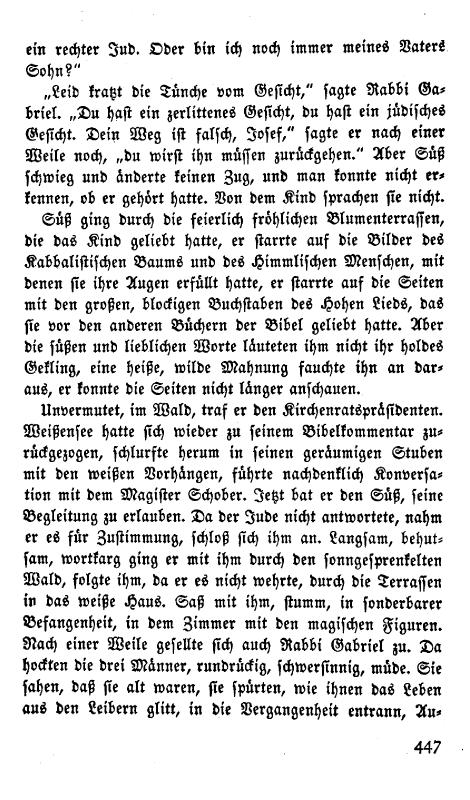 ein rechter Jud. Oder bin ich noch immer meines Vaters
Sohn?“
„Leid kratzt die Tünche vom Gesicht,“ sagte Rabbi Ga-
briel. „Du hast ein zerlittenes Gesicht, du hast ein jüdisches
Gesicht. Dein Weg ist falsch, Josef,“ sagte er nach einer
Weile noch, „du wirst ihn müssen zurückgehen.“ Aber Süß
schwieg und änderte keinen Zug, und man konnte nicht er-
kennen, ob er gehört hatte. Von dem Kind sprachen sie nicht.
Süß ging durch die feierlich fröhlichen Blumenterrassen,
die das Kind geliebt hatte, er starrte auf die Bilder des
Kabbalistischen Baums und des Himmlischen Menschen, mit
denen sie ihre Augen erfüllt hatte, er starrte auf die Seiten
mit den großen, blockigen Buchstaben des Hohen Lieds, das
sie vor den anderen Büchern der Bibel geliebt hatte. Aber
die süßen und lieblichen Worte läuteten ihm nicht ihr holdes
Gekling, eine heiße, wilde Mahnung fauchte ihn an dar-
aus, er konnte die Seiten nicht länger anschauen.
Unvermutet, im Wald, traf er den Kirchenratspräsidenten.
Weißensee hatte sich wieder zu seinem Bibelkommentar zu-
rückgezogen, schlurfte herum in seinen geräumigen Stuben
mit den weißen Vorhängen, führte nachdenklich Konversa-
tion mit dem Magister Schober. Jetzt bat er den Süß, seine
Begleitung zu erlauben. Da der Jude nicht antwortete, nahm
er es für Zustimmung, schloß sich ihm an. Langsam, behut-
sam, wortkarg ging er mit ihm durch den sonngesprenkelten
Wald, folgte ihm, da er es nicht wehrte, durch die Terrassen
in das weiße Haus. Saß mit ihm, stumm, in sonderbarer
Befangenheit, in dem Zimmer mit den magischen Figuren.
Nach einer Weile gesellte sich auch Rabbi Gabriel zu. Da
hockten die drei Männer, rundrückig, schwersinnig, müde. Sie
sahen, daß sie alt waren, sie spürten, wie ihnen das Leben
aus den Leibern glitt, in die Vergangenheit entrann, Au-
447